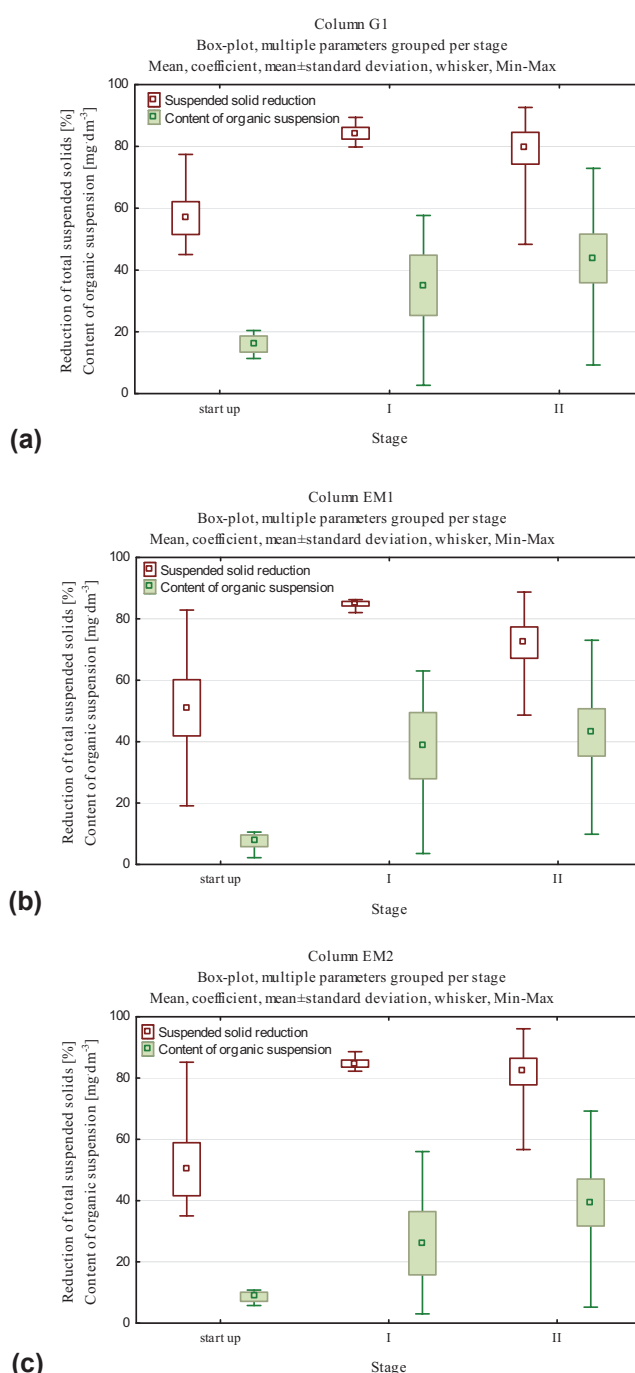 Column G1
Box-plot, multiple parameters grouped per stage
Mean, coefficient, mean±standard deviation, whisker, Min-Max
Reduction of total suspended solids [%]
Content of organic suspension [mg·dm-3]
100
80
60
40
20
0
Suspended solid reduction
Content of organic suspension
start up
I
II
Stage
(a)
Column EM1
Box-plot, multiple parameters grouped per stage
Mean, coefficient, mean±standard deviation, whisker, Min-Max
Reduction of total suspended solids [%]
Content of organic suspension [mg·dm-3]
100
80
60
40
20
0
Suspended solid reduction
Content of organic suspension
start up
I
II
Stage
(b)
Column EM2
Box-plot, multiple parameters grouped per stage
Mean, coefficient, mean±standard deviation, whisker, Min-Max
Reduction of total suspended solids [%]
Content of organic suspension [mg·dm-3]
100
80
60
40
20
0
Suspended solid reduction
Content of organic suspension
start up
I
II
Stage
(c)